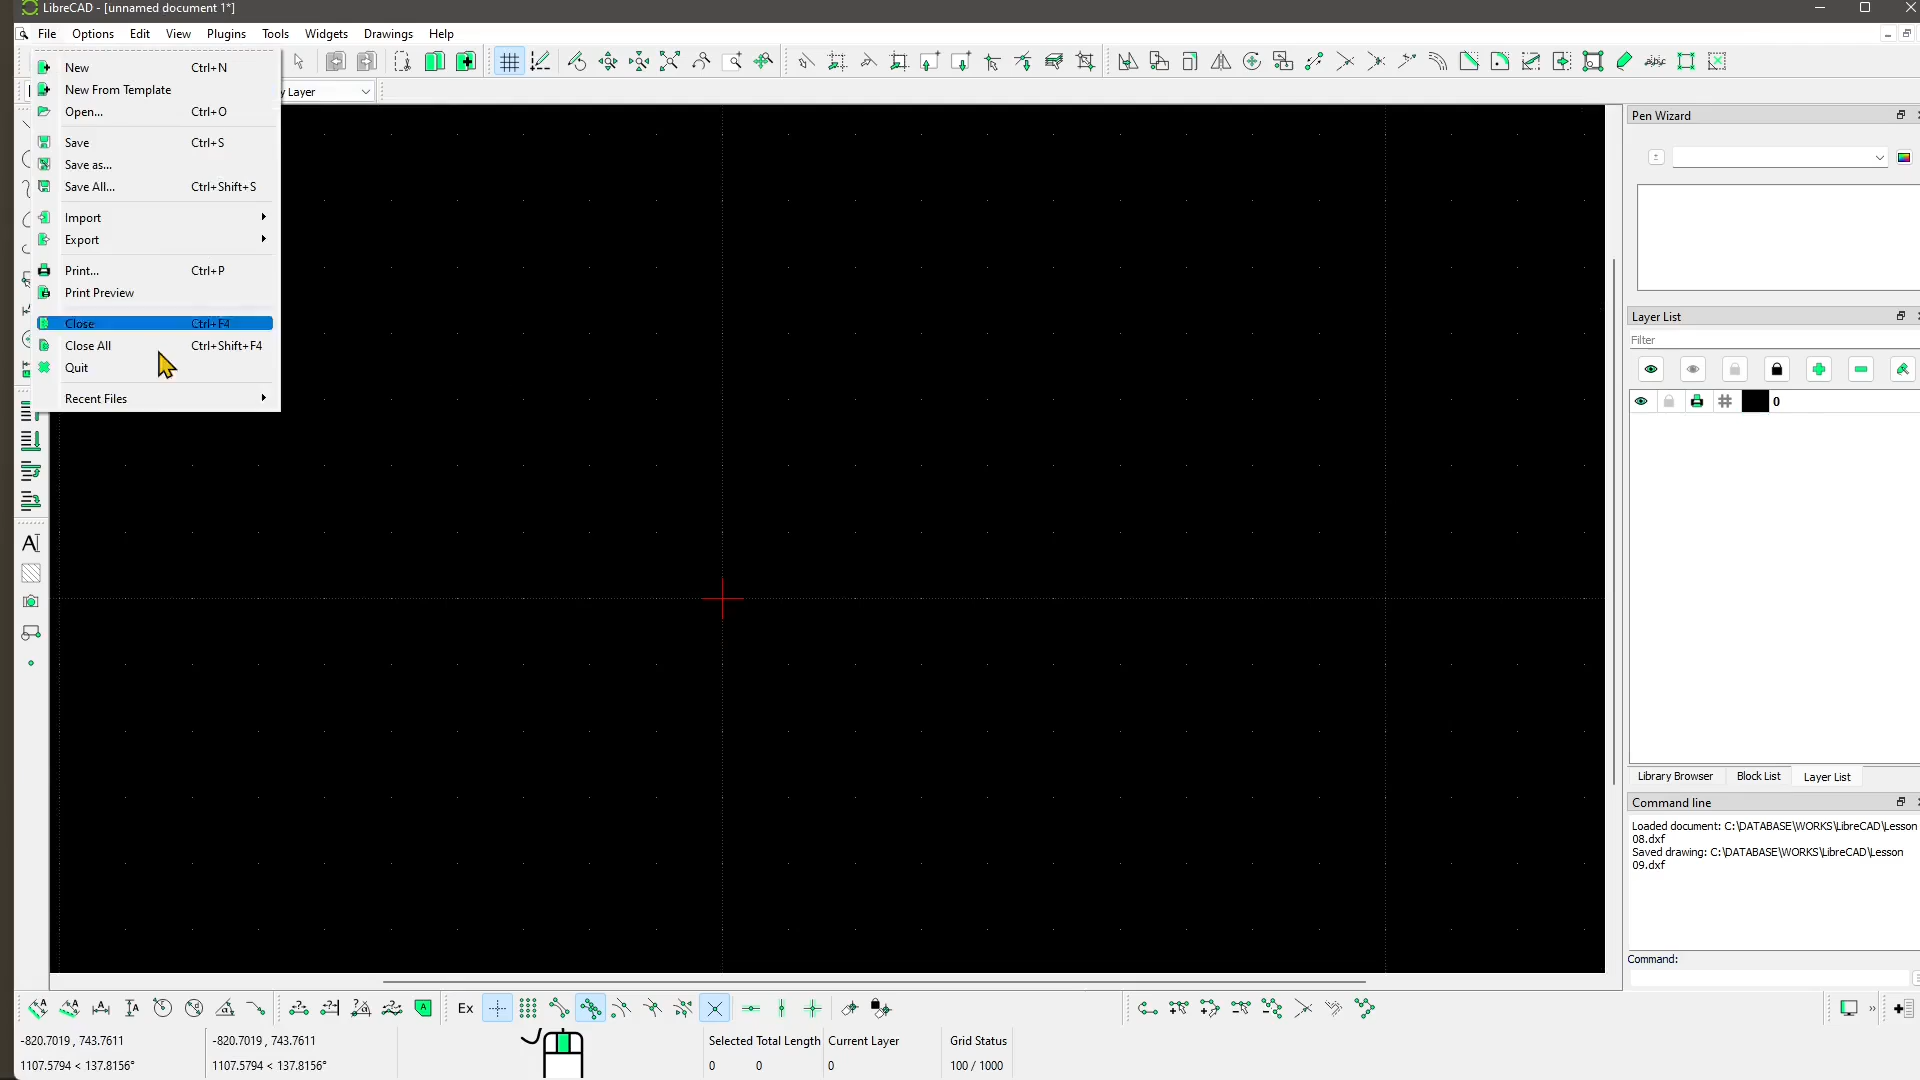 LibreCAD - [unnamed document 1*]
File Options Edit View Plugins Tools Widgets Drawings Help
New Ctrl+N
New From Template
Open... Ctrl+O
Save Ctrl+S
Save as...
Save All... Ctrl+Shift+S
Import
Export
Print... Ctrl+P
Print Preview
Close Ctrl+F4
Close All Ctrl+Shift+F4
Quit
Recent Files
y Layer
Pen Wizard
Layer List
Filter
0
Library Browser Block List Layer List
Command line
Loaded document: C:\DATABASE\WORKS\LibreCAD\Lesson
08.dxf
Saved drawing: C:\DATABASE\WORKS\LibreCAD\Lesson
09.dxf
Command:
Ex
-820.7019 , 743.7611 -820.7019 , 743.7611 Selected Total Length Current Layer Grid Status
1107.5794 < 137.8156° 1107.5794 < 137.8156° 0 0 0 100 / 1000